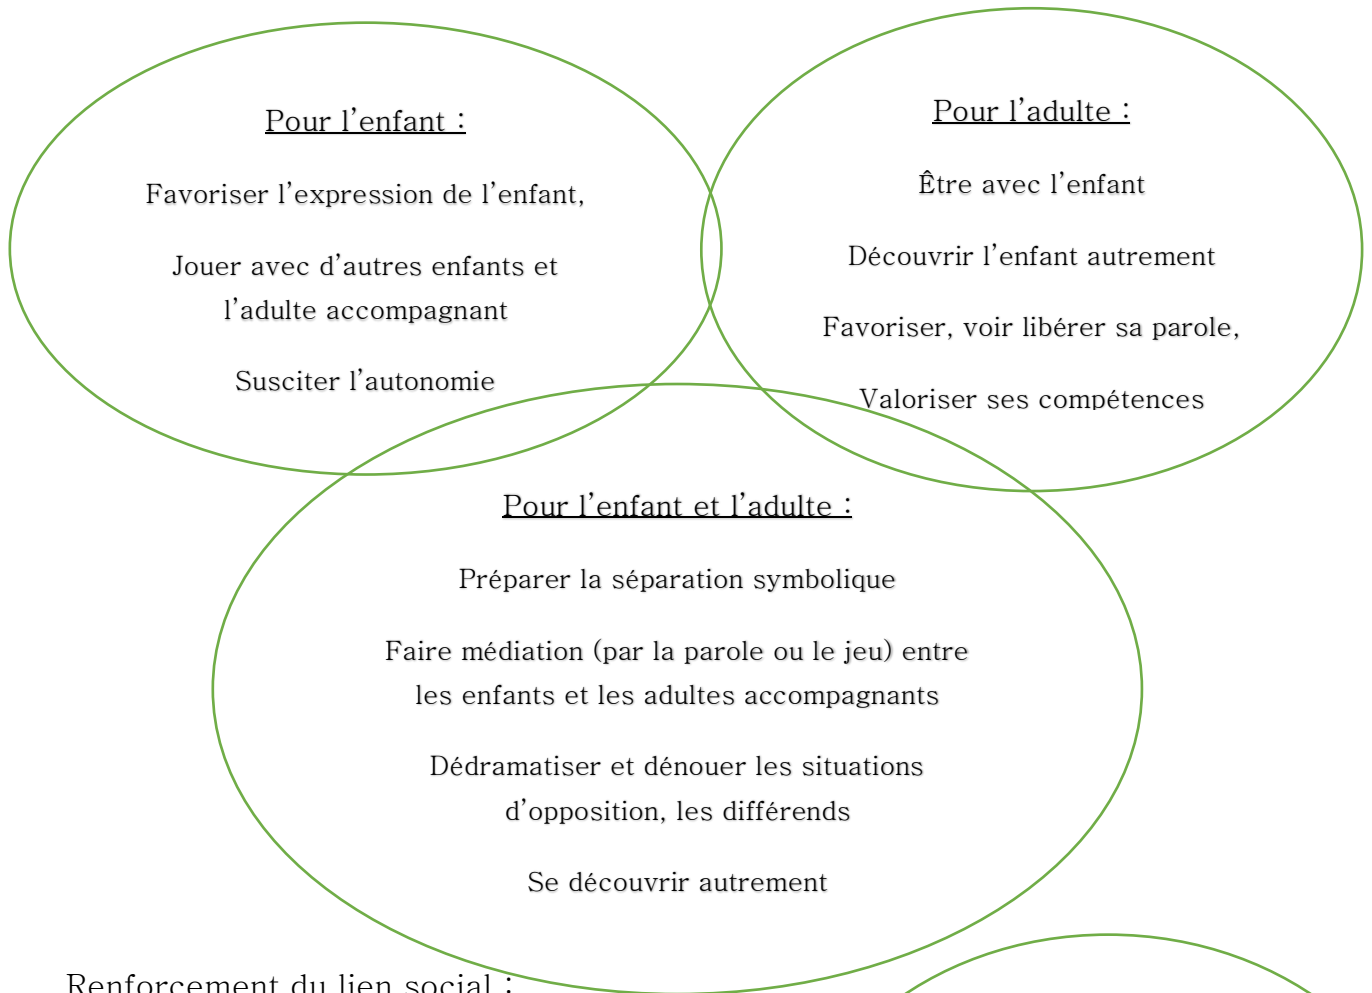 Pour l’enfant :
Favoriser l’expression de l’enfant,
Jouer avec d’autres enfants et
l’adulte accompagnant
Susciter l’autonomie
Pour l’adulte :
Être avec l’enfant
Découvrir l’enfant autrement
Favoriser, voir libérer sa parole,
Valoriser ses compétences
Pour l’enfant et l’adulte :
Préparer la séparation symbolique
Faire médiation (par la parole ou le jeu) entre
les enfants et les adultes accompagnants
Dédramatiser et dénouer les situations
d’opposition, les différends
Se découvrir autrement
Renforcement du lien social :